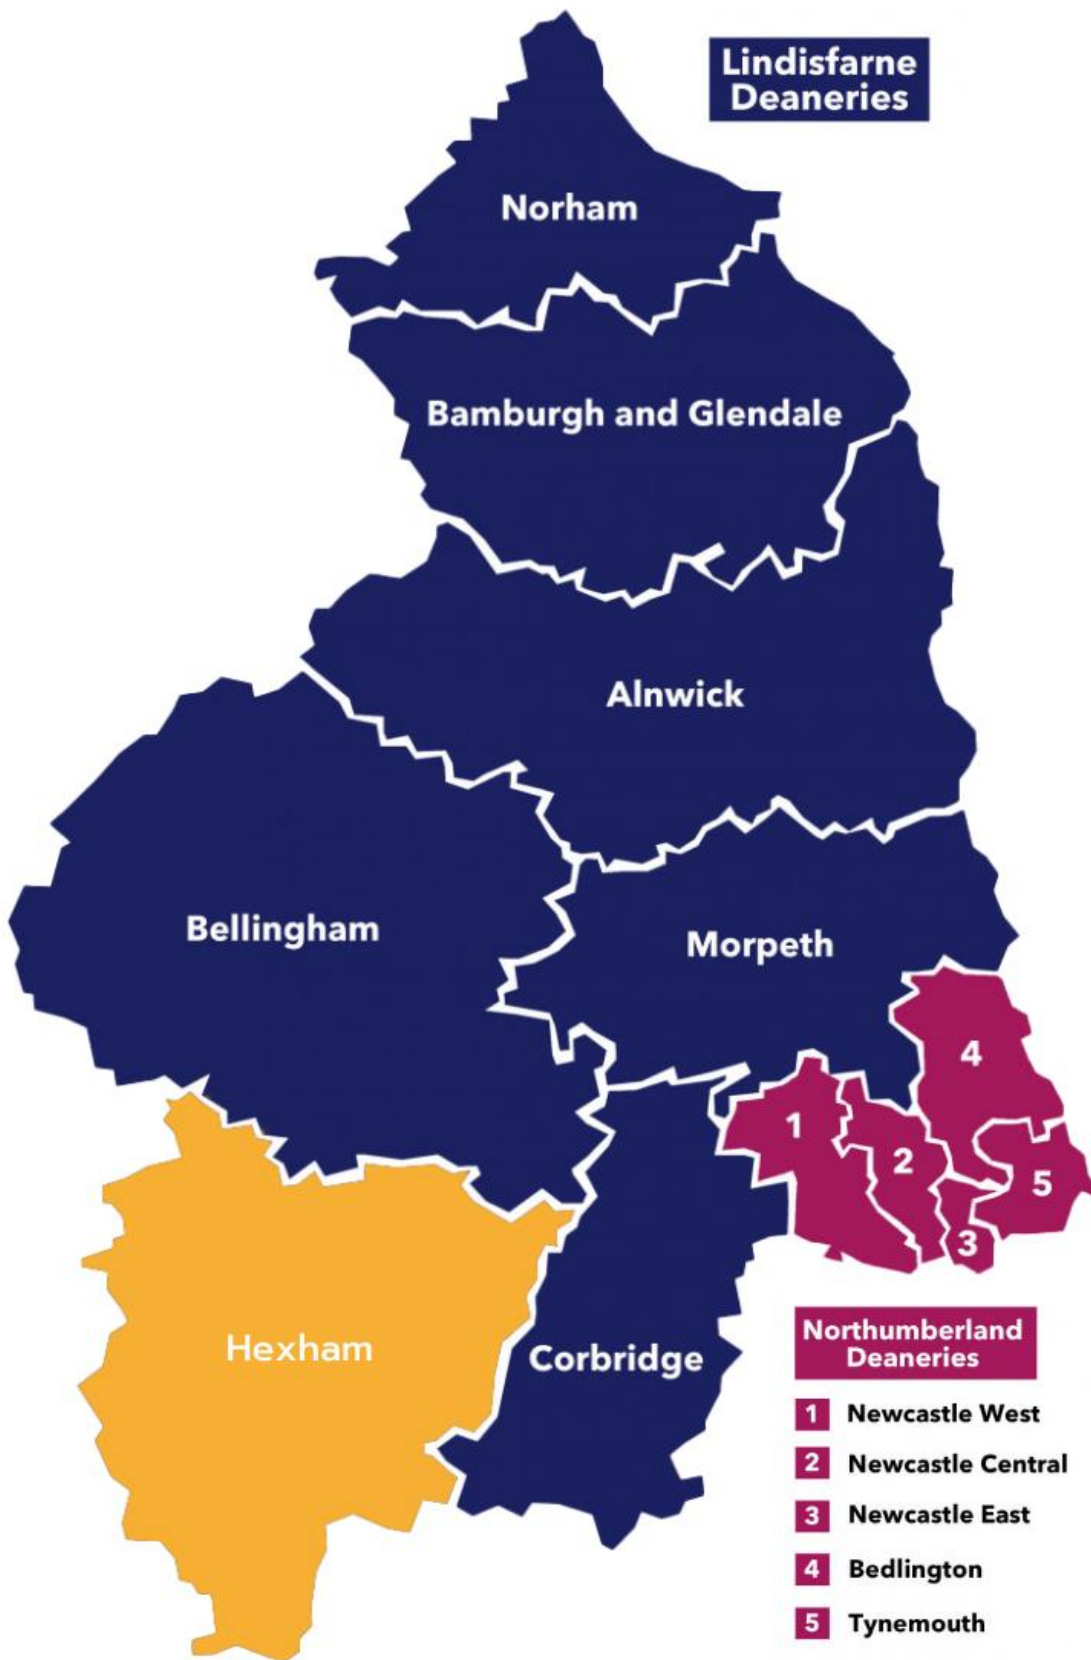 Lindisfarne
Deaneries
Norham
Bamburgh and Glendale
Alnwick
Bellingham
Morpeth
4
1
2
5
3
Hexham
Corbridge
Northumberland
Deaneries
1 Newcastle West
2 Newcastle Central
3 Newcastle East
4 Bedlington
5 Tynemouth